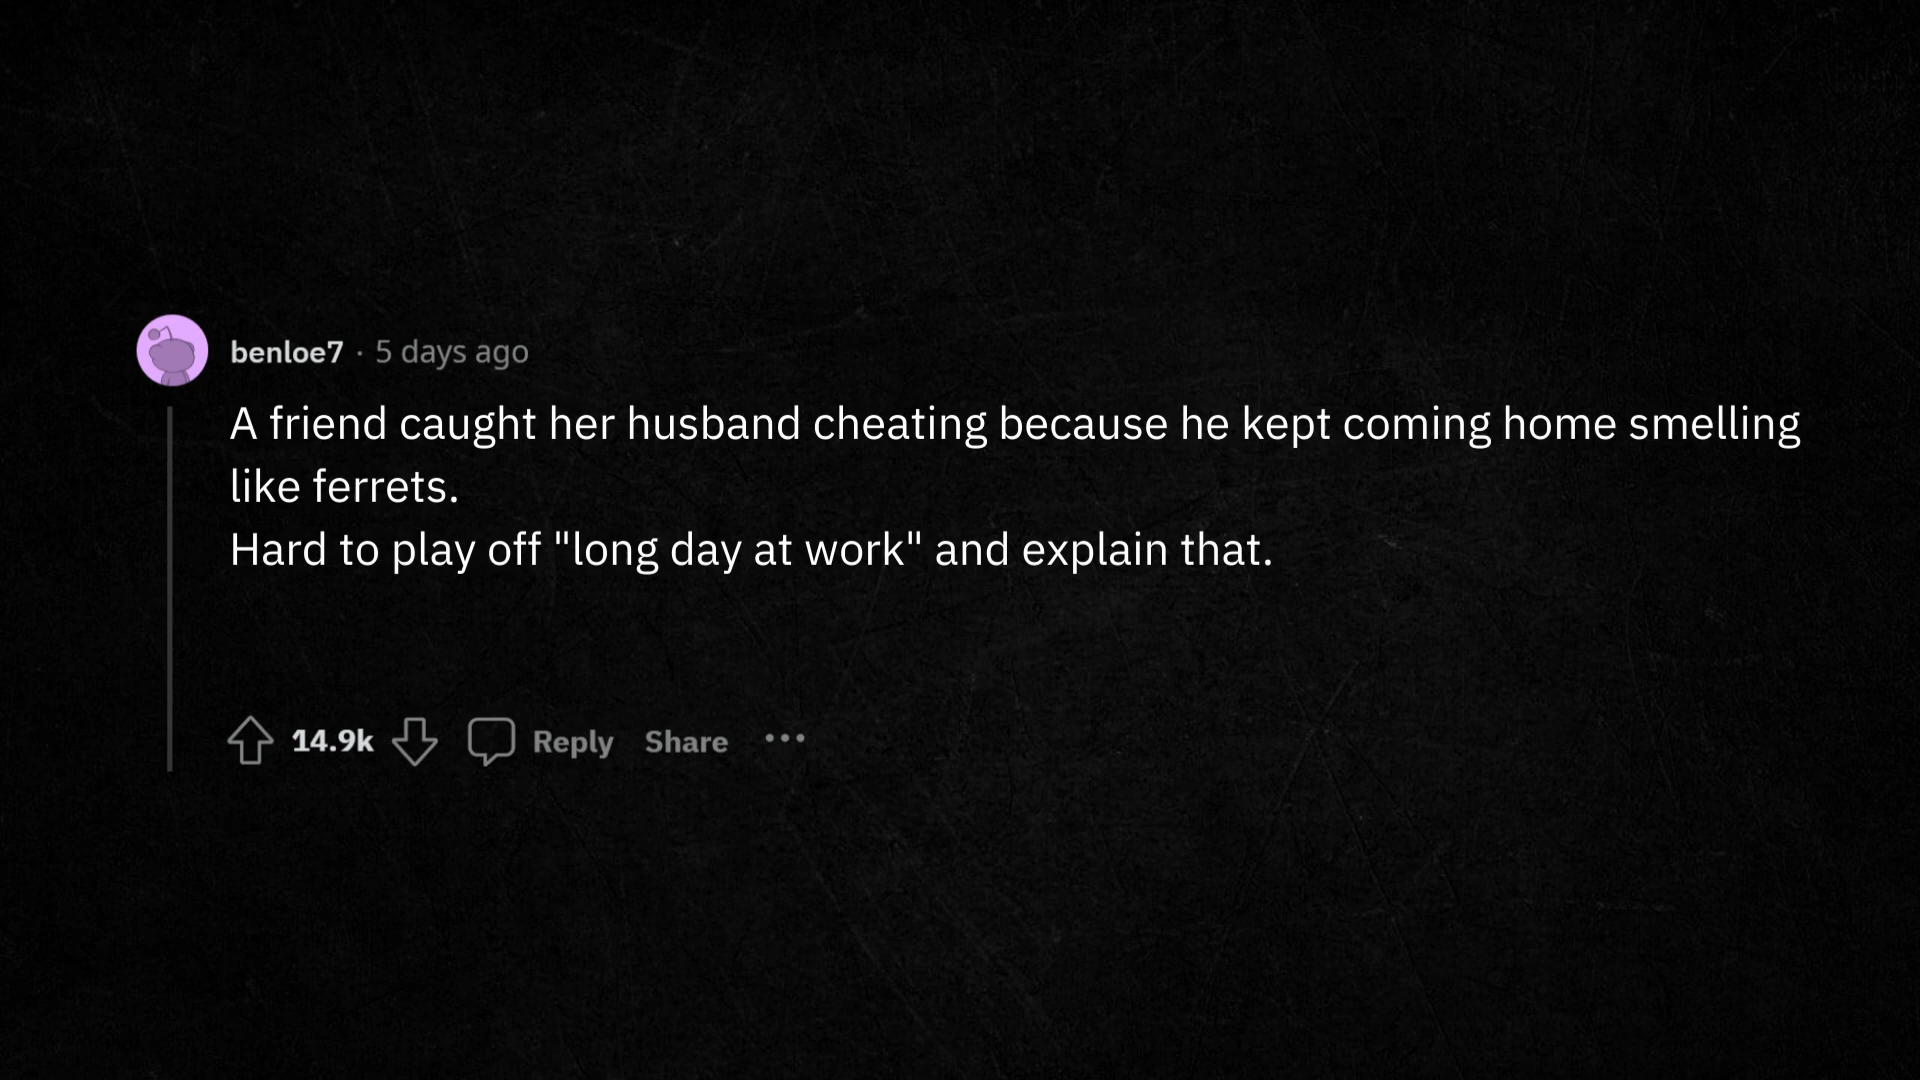 benloe7 · 5 days ago
A friend caught her husband cheating because he kept coming home smelling
like ferrets.
Hard to play off "long day at work" and explain that.
14.9k Reply Share •••